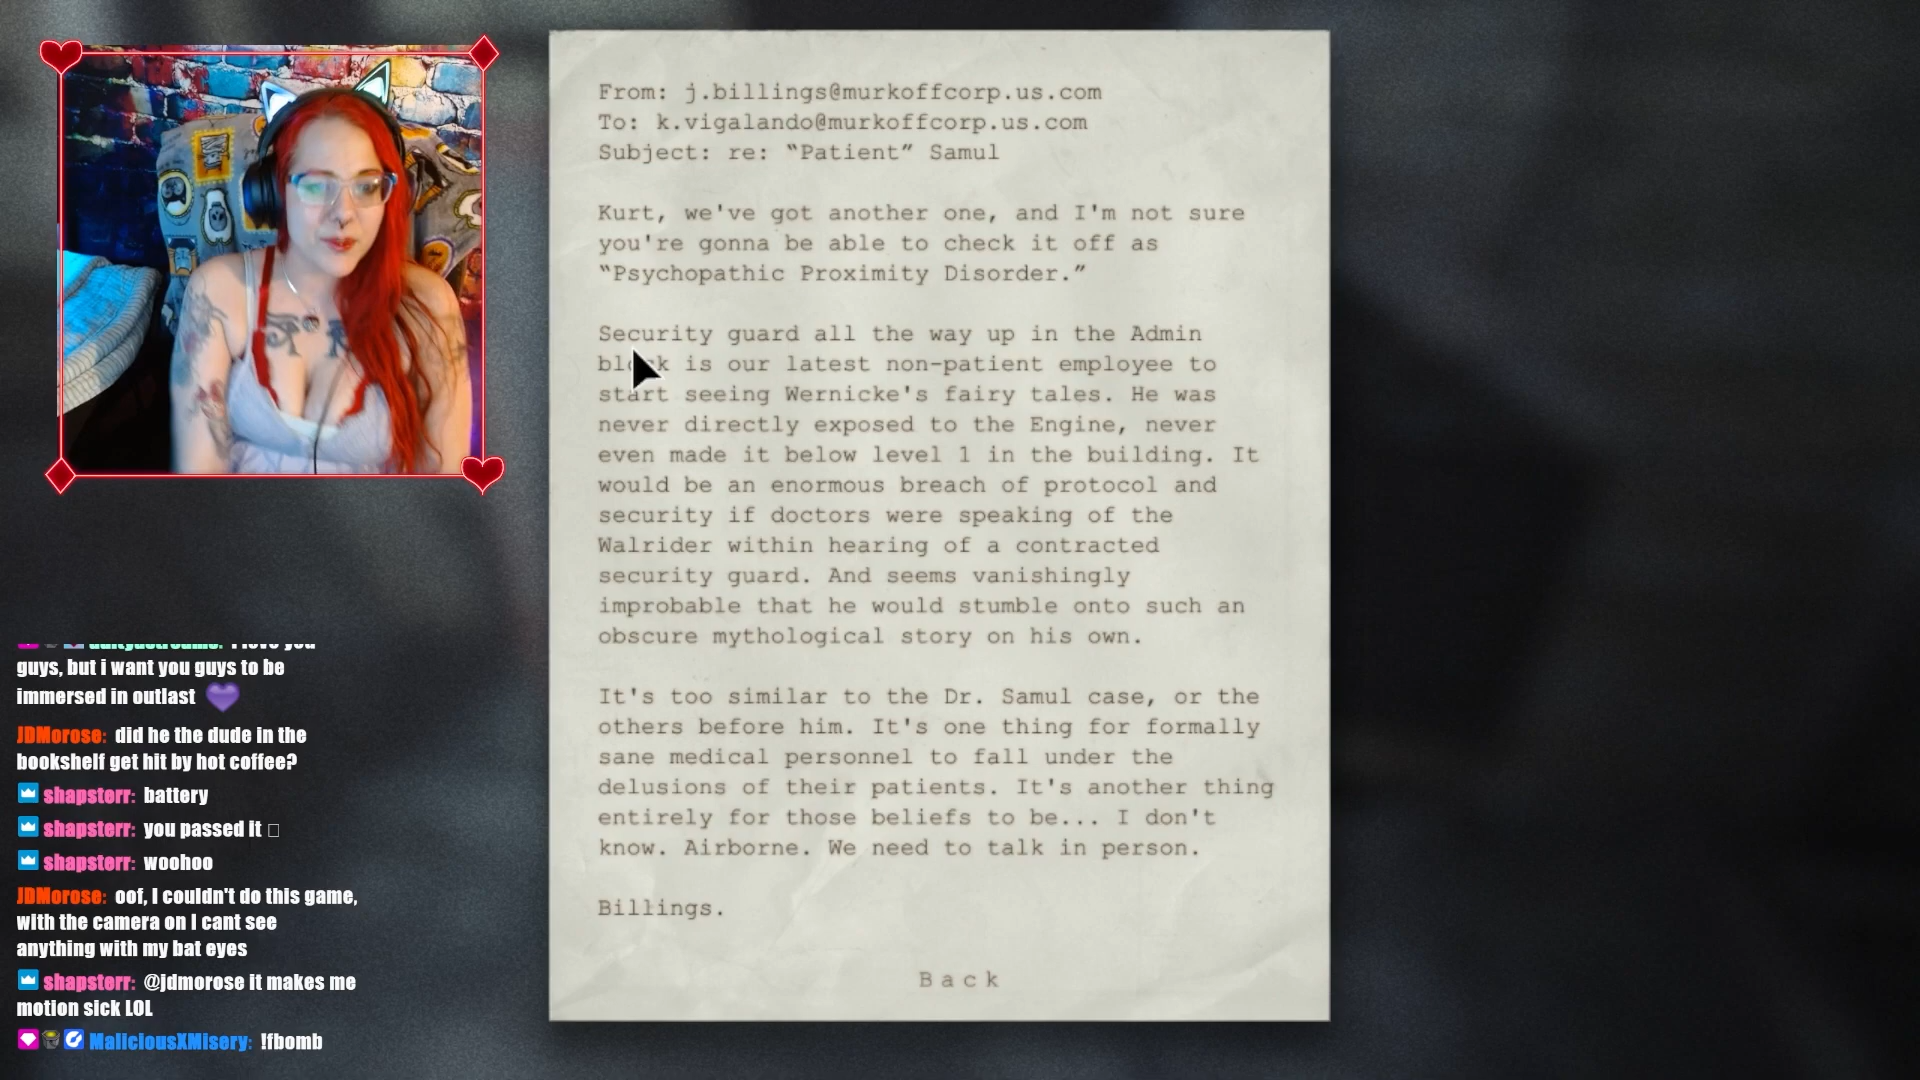 From: j.billings@murkoffcorp.us.com
To: k.vigalando@murkoffcorp.us.com
Subject: re: “Patient” Samul
Kurt, we've got another one, and I'm not sure
you're gonna be able to check it off as
“Psychopathic Proximity Disorder.”
Security guard all the way up in the Admin
block is our latest non-patient employee to
start seeing Wernicke's fairy tales. He was
never directly exposed to the Engine, never
even made it below level 1 in the building. It
would be an enormous breach of protocol and
security if doctors were speaking of the
Walrider within hearing of a contracted
security guard. And seems vanishingly
improbable that he would stumble onto such an
obscure mythological story on his own.
It's too similar to the Dr. Samul case, or the
others before him. It's one thing for formally
sane medical personnel to fall under the
delusions of their patients. It's another thing
entirely for those beliefs to be... I don't
know. Airborne. We need to talk in person.
Billings.
Back
I love you
guys, but i want you guys to be
immersed in outlast 💜
JDMorose: did he the dude in the
bookshelf get hit by hot coffee?
shapsterr: battery
shapsterr: you passed it
shapsterr: woohoo
JDMorose: oof, I couldn't do this game,
with the camera on I cant see
anything with my bat eyes
shapsterr: @jdmorose it makes me
motion sick LOL
MaliciousXMisery: !fbomb